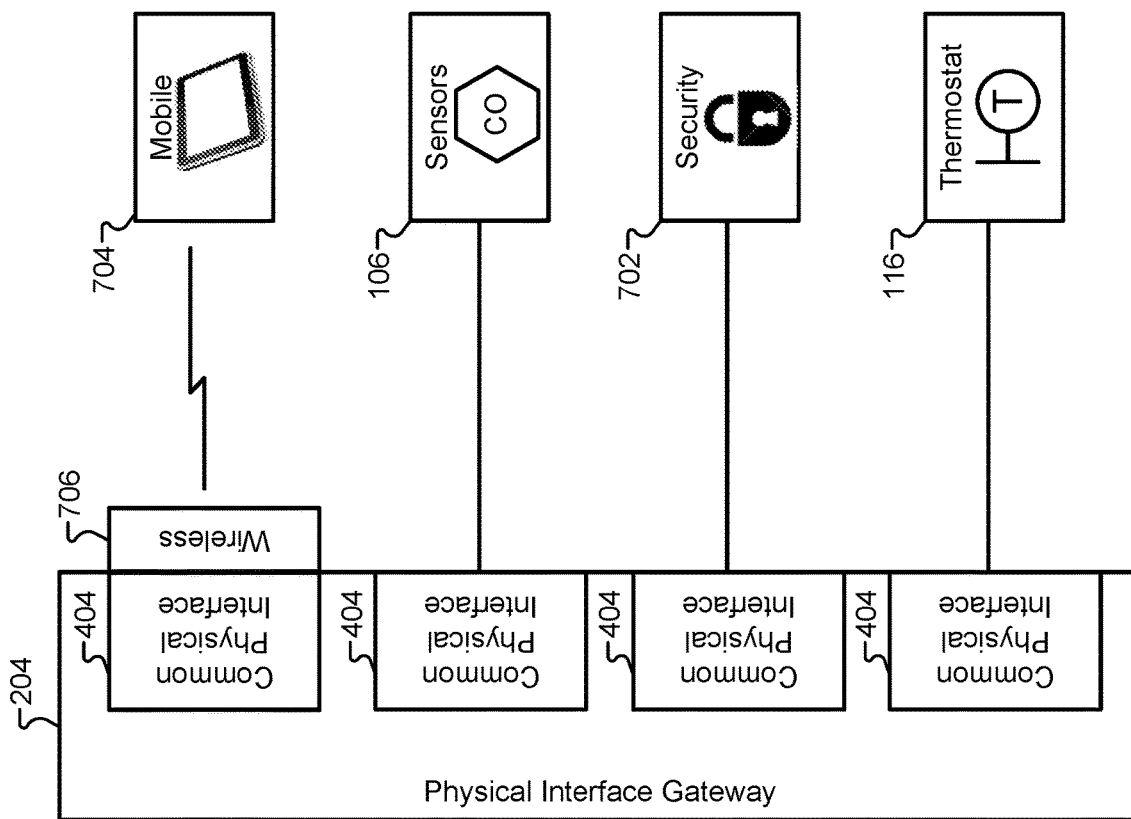 204
706
404
Common
Physical
Interface
Wireless
704
Mobile
404
Common
Physical
Interface
106
Sensors
CO
404
Common
Physical
Interface
702
Security
404
Common
Physical
Interface
116
Thermostat
T
Physical Interface Gateway